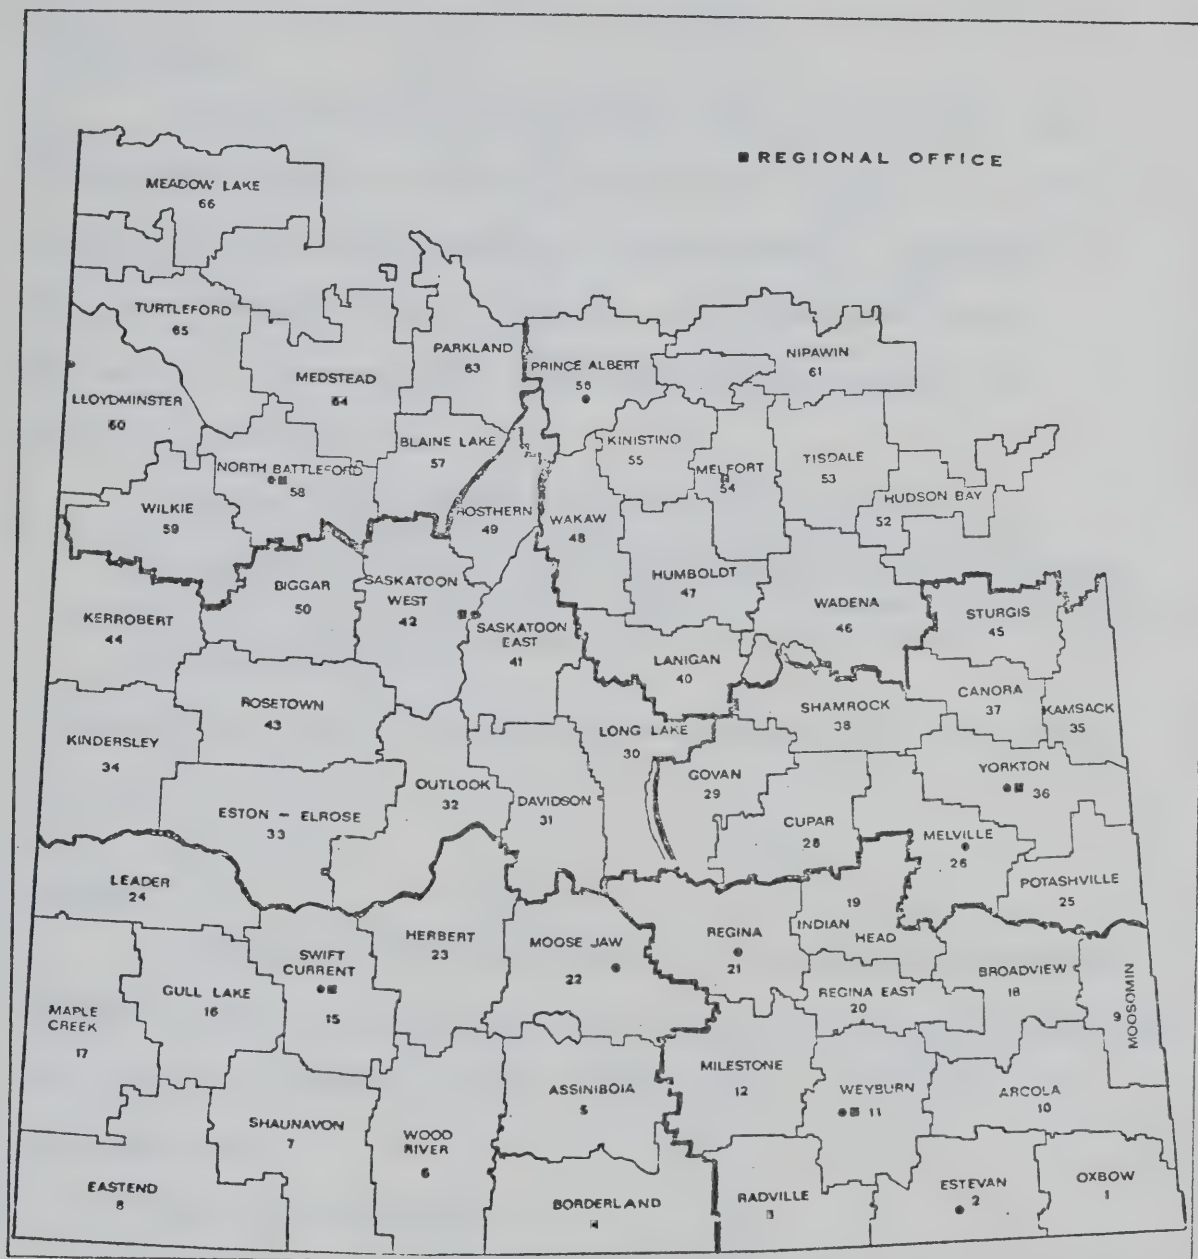 REGIONAL OFFICE
MEADOW LAKE
66
TURTLEFORD
65
PARKLAND
63
PRINCE ALBERT
56
NIPAWIN
61
MEDSTEAD
64
LLOYDMINSTER
60
BLAINE LAKE
57
KINISTINO
55
TISDALE
53
NORTH BATTLEFORD
58
MELFORT
54
HUDSON BAY
52
WILKIE
59
ROSTHERN
49
WAKAW
48
HUMBOLDT
47
BIGGAR
50
SASKATOON
WEST
42
WADENA
46
STURGIS
45
KERROBERT
44
SASKATOON
EAST
41
LANIGAN
40
ROSETOWN
43
SHAMROCK
38
CANORA
37
KAMSACK
35
LONG LAKE
30
KINDERSLEY
34
GOVAN
29
YORKTON
36
OUTLOOK
32
DAVIDSON
31
ESTON - ELROSE
33
CUPAR
28
MELVILLE
26
LEADER
24
POTASHVILLE
25
19
INDIAN
HEAD
HERBERT
23
MOOSE JAW
22
REGINA
21
SWIFT
CURRENT
15
BROADVIEW
18
GULL LAKE
16
REGINA EAST
20
MAPLE
CREEK
17
9
MOOSOMIN
MILESTONE
12
WEYBURN
11
ASSINIBOIA
5
ARCOLA
10
SHAUNAVON
7
WOOD
RIVER
6
EASTEND
8
BORDERLAND
4
RADVILLE
3
ESTEVAN
2
OXBOW
1